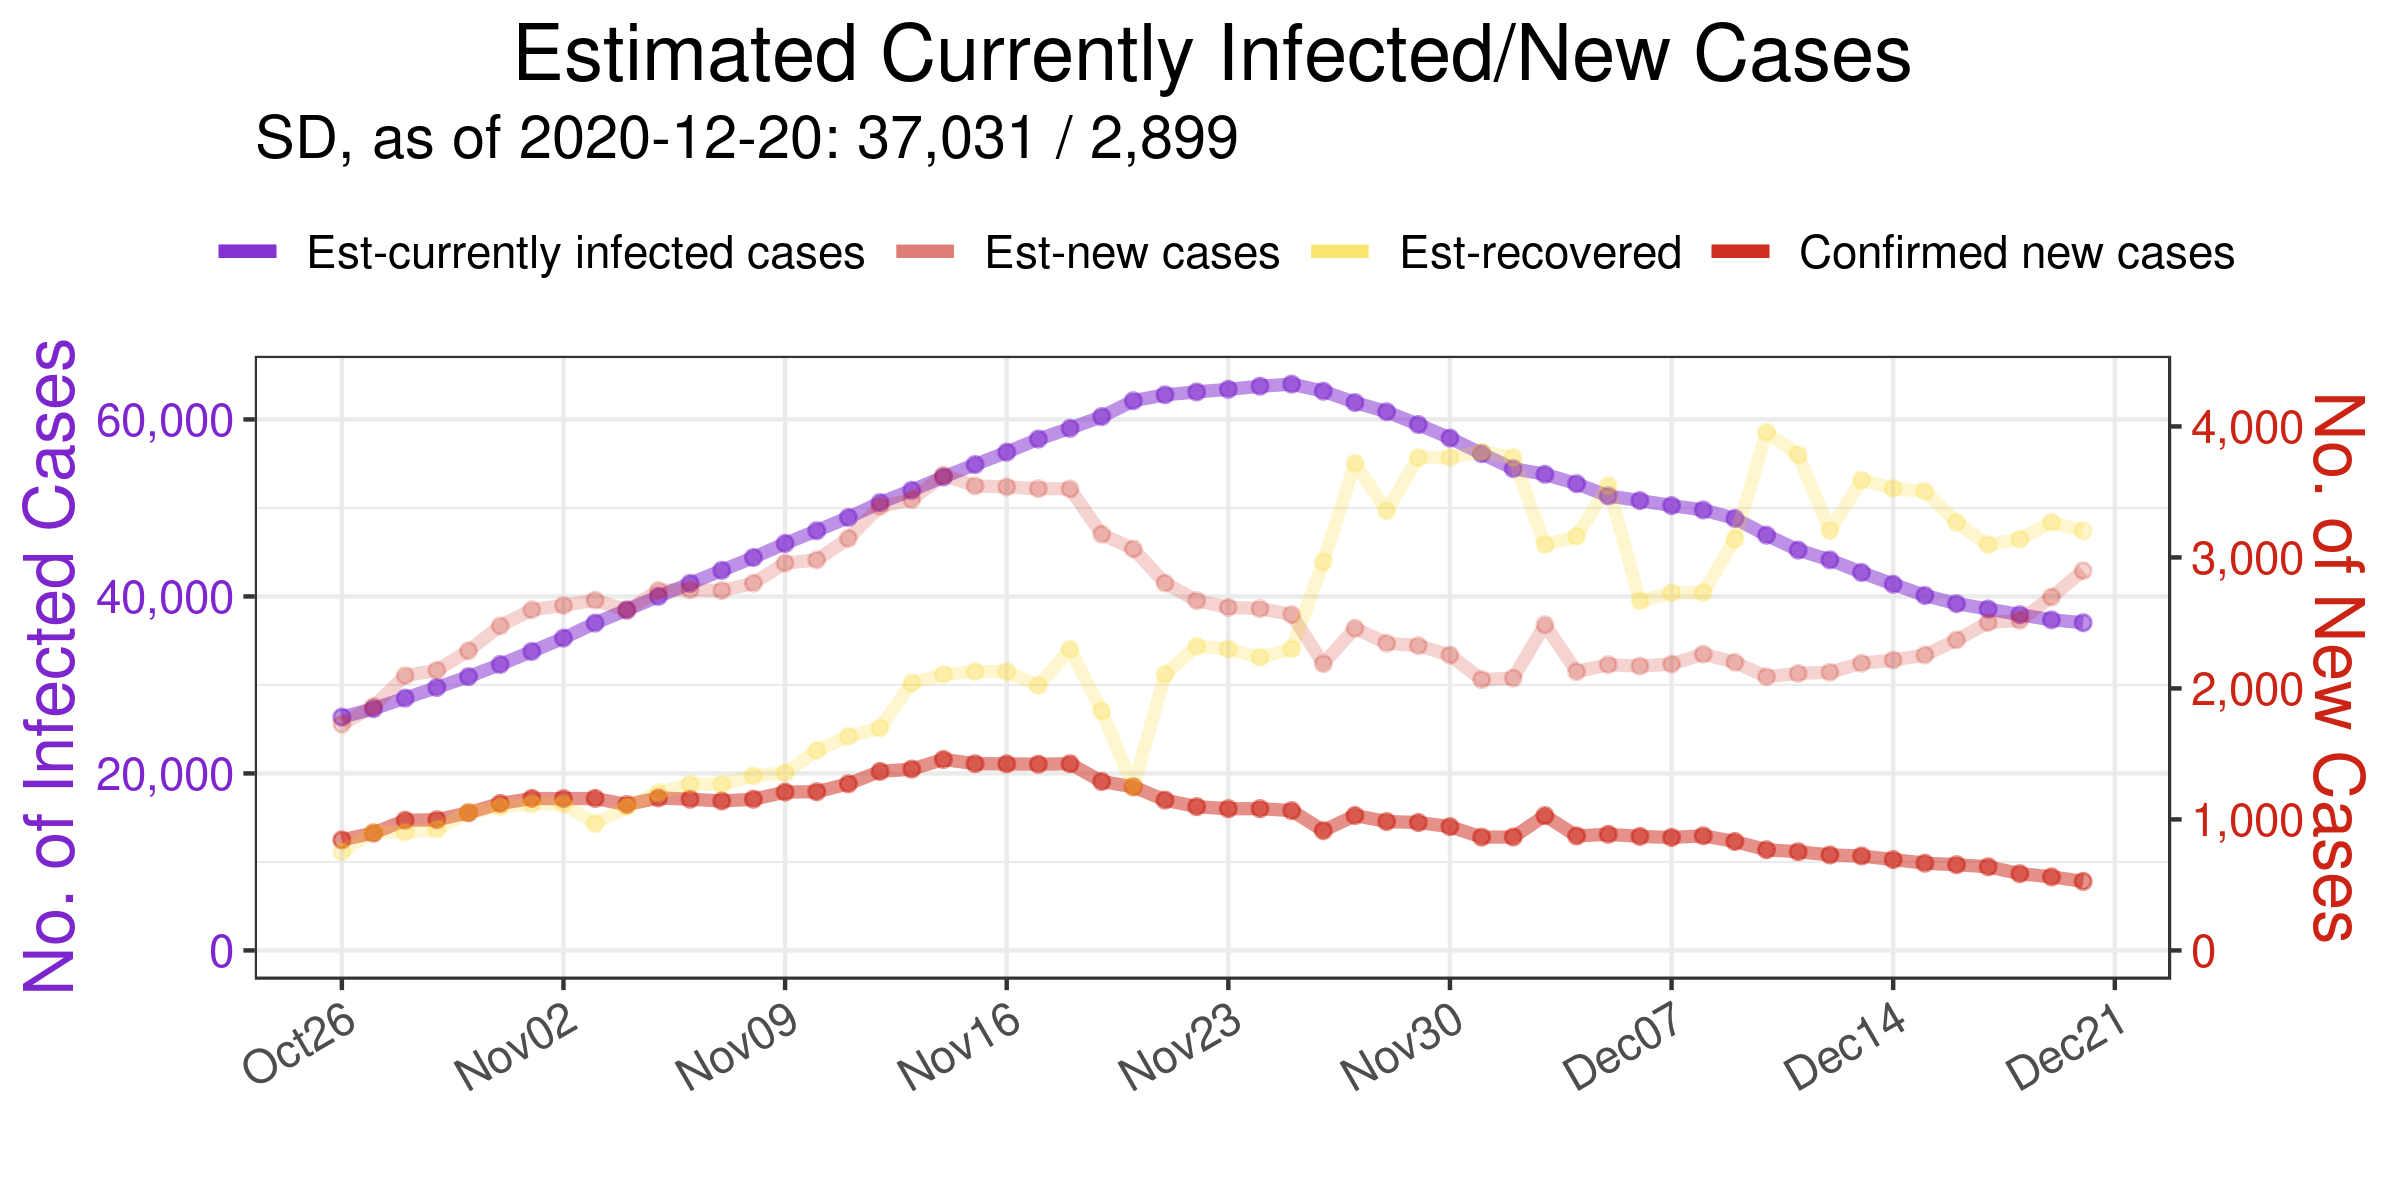 Estimated Currently Infected/New Cases
SD, as of 2020-12-20: 37,031 / 2,899
Est-currently infected cases Est-new cases Est-recovered Confirmed new cases
No. of Infected Cases
60,000
40,000
20,000
0
No. of New Cases
4,000
3,000
2,000
1,000
0
Oct26 Nov02 Nov09 Nov16 Nov23 Nov30 Dec07 Dec14 Dec21